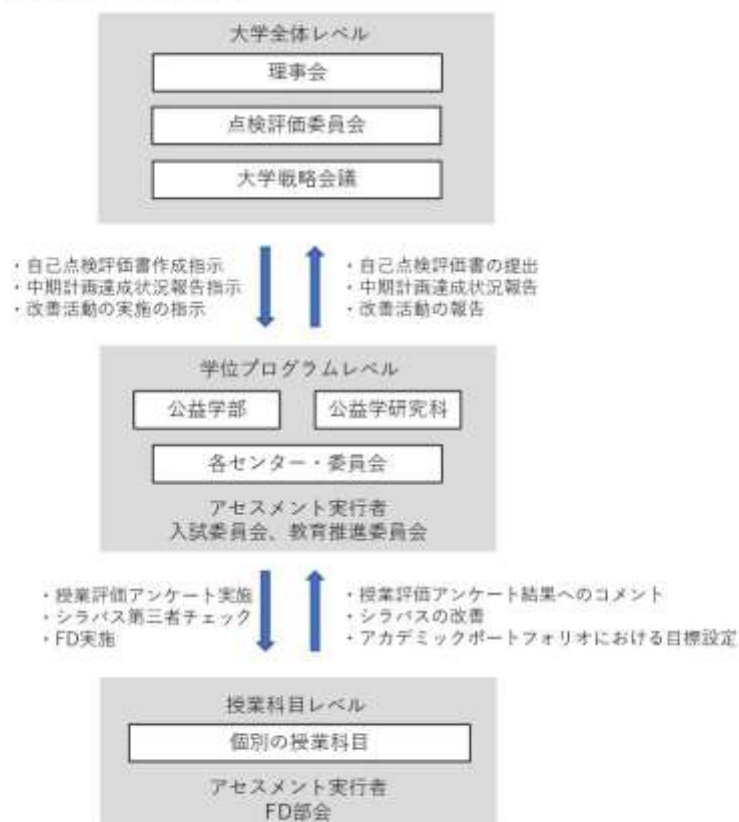 大学全体レベル
理事会
点検評価委員会
大学戦略会議
・自己点検評価書作成指示
・中期計画達成状況報告指示
・改善活動の実施の指示
・自己点検評価書の提出
・中期計画達成状況報告
・改善活動の報告
学位プログラムレベル
公益学部
公益学研究科
各センター・委員会
アセスメント実行者
入試委員会、教育推進委員会
・授業評価アンケート実施
・シラバス第三者チェック
・FD実施
・授業評価アンケート結果へのコメント
・シラバスの改善
・アカデミックポートフォリオにおける目標設定
授業科目レベル
個別の授業科目
アセスメント実行者
FD部会